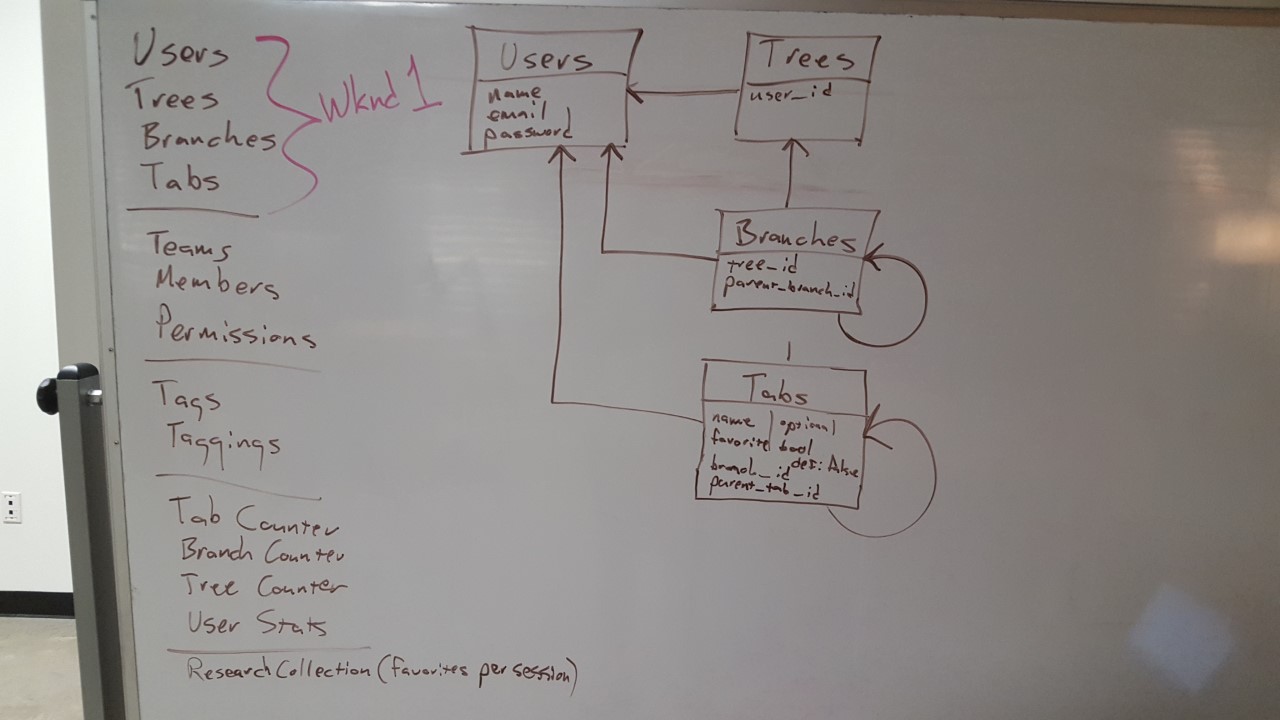 Users
Trees
Branches
Tabs
Wknd 1
Teams
Members
Permissions
Tags
Taggings
Tab Counter
Branch Counter
Tree Counter
User Stats
Research Collection (favorites per session)
Users
name
email
password
Trees
user_id
Branches
tree_id
parent_branch_id
Tabs
name | optional
favorite bool
branch_id def: false
parent_tab_id